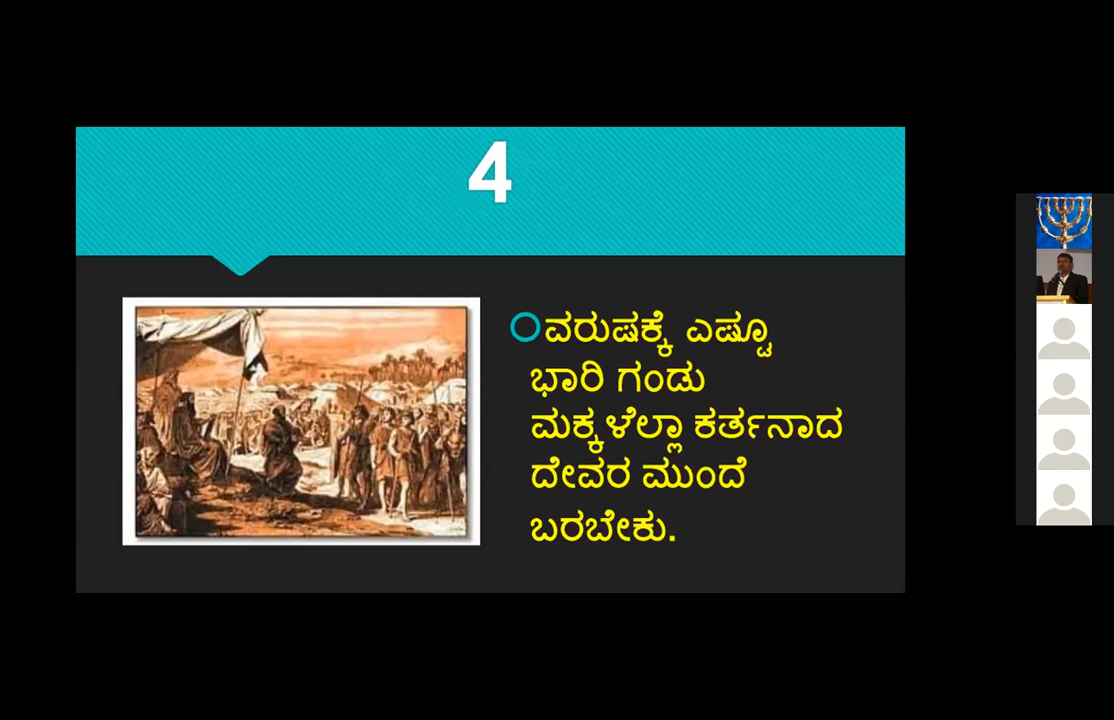 4
ವರುಷಕ್ಕೆ ಎಷ್ಟೂ
ಭಾರಿ ಗಂಡು
ಮಕ್ಕಳೆಲ್ಲಾ ಕರ್ತನಾದ
ದೇವರ ಮುಂದೆ
ಬರಬೇಕು.